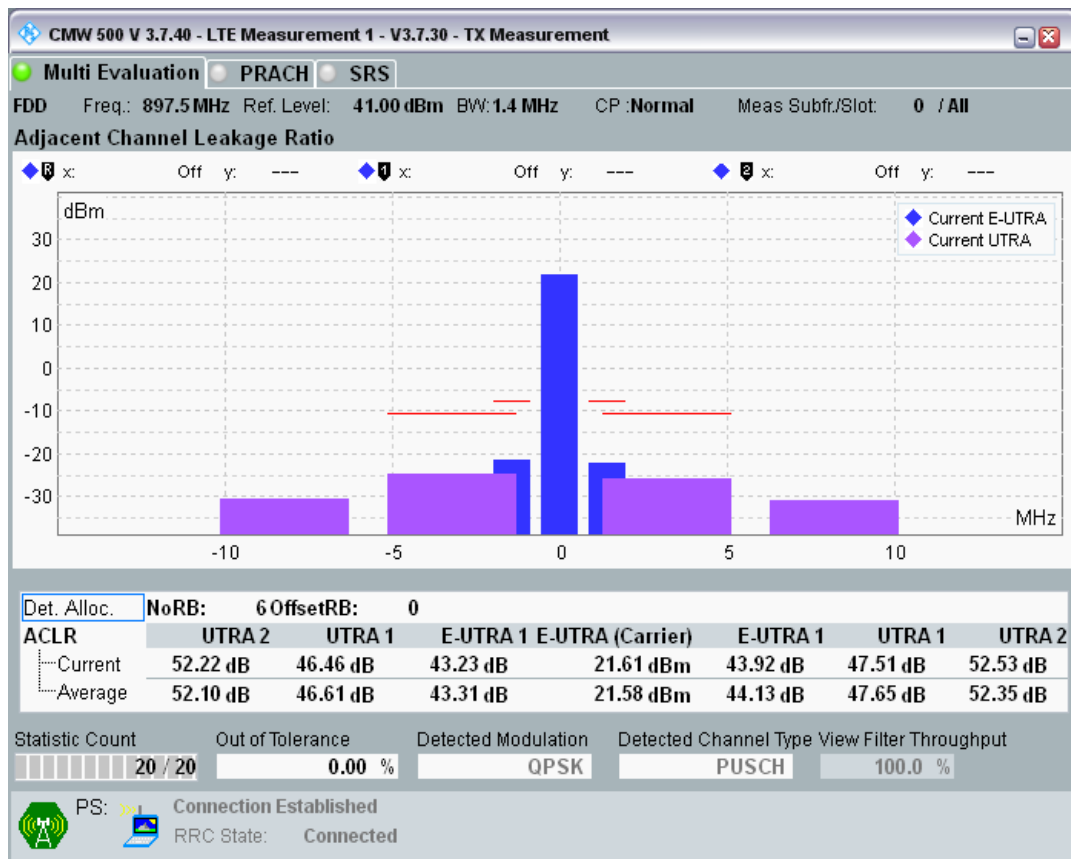 CMW 500 V 3.7.40 - LTE Measurement 1 - V3.7.30 - TX Measurement
Multi Evaluation PRACH SRS
FDD Freq.: 897.5 MHz Ref. Level: 41.00 dBm BW: 1.4 MHz CP :Normal Meas Subfr./Slot: 0 / All
Adjacent Channel Leakage Ratio
R x: Off y: --- 1 x: Off y: --- 2 x: Off y: ---
dBm
Current E-UTRA
Current UTRA
30
20
10
0
-10
-20
-30
MHz
-10 -5 0 5 10
Det. Alloc. NoRB: 6 OffsetRB: 0
ACLR UTRA 2 UTRA 1 E-UTRA 1 E-UTRA (Carrier) E-UTRA 1 UTRA 1 UTRA 2
Current 52.22 dB 46.46 dB 43.23 dB 21.61 dBm 43.92 dB 47.51 dB 52.53 dB
Average 52.10 dB 46.61 dB 43.31 dB 21.58 dBm 44.13 dB 47.65 dB 52.35 dB
Statistic Count Out of Tolerance Detected Modulation Detected Channel Type View Filter Throughput
20 / 20 0.00 % QPSK PUSCH 100.0 %
PS: Connection Established
RRC State: Connected